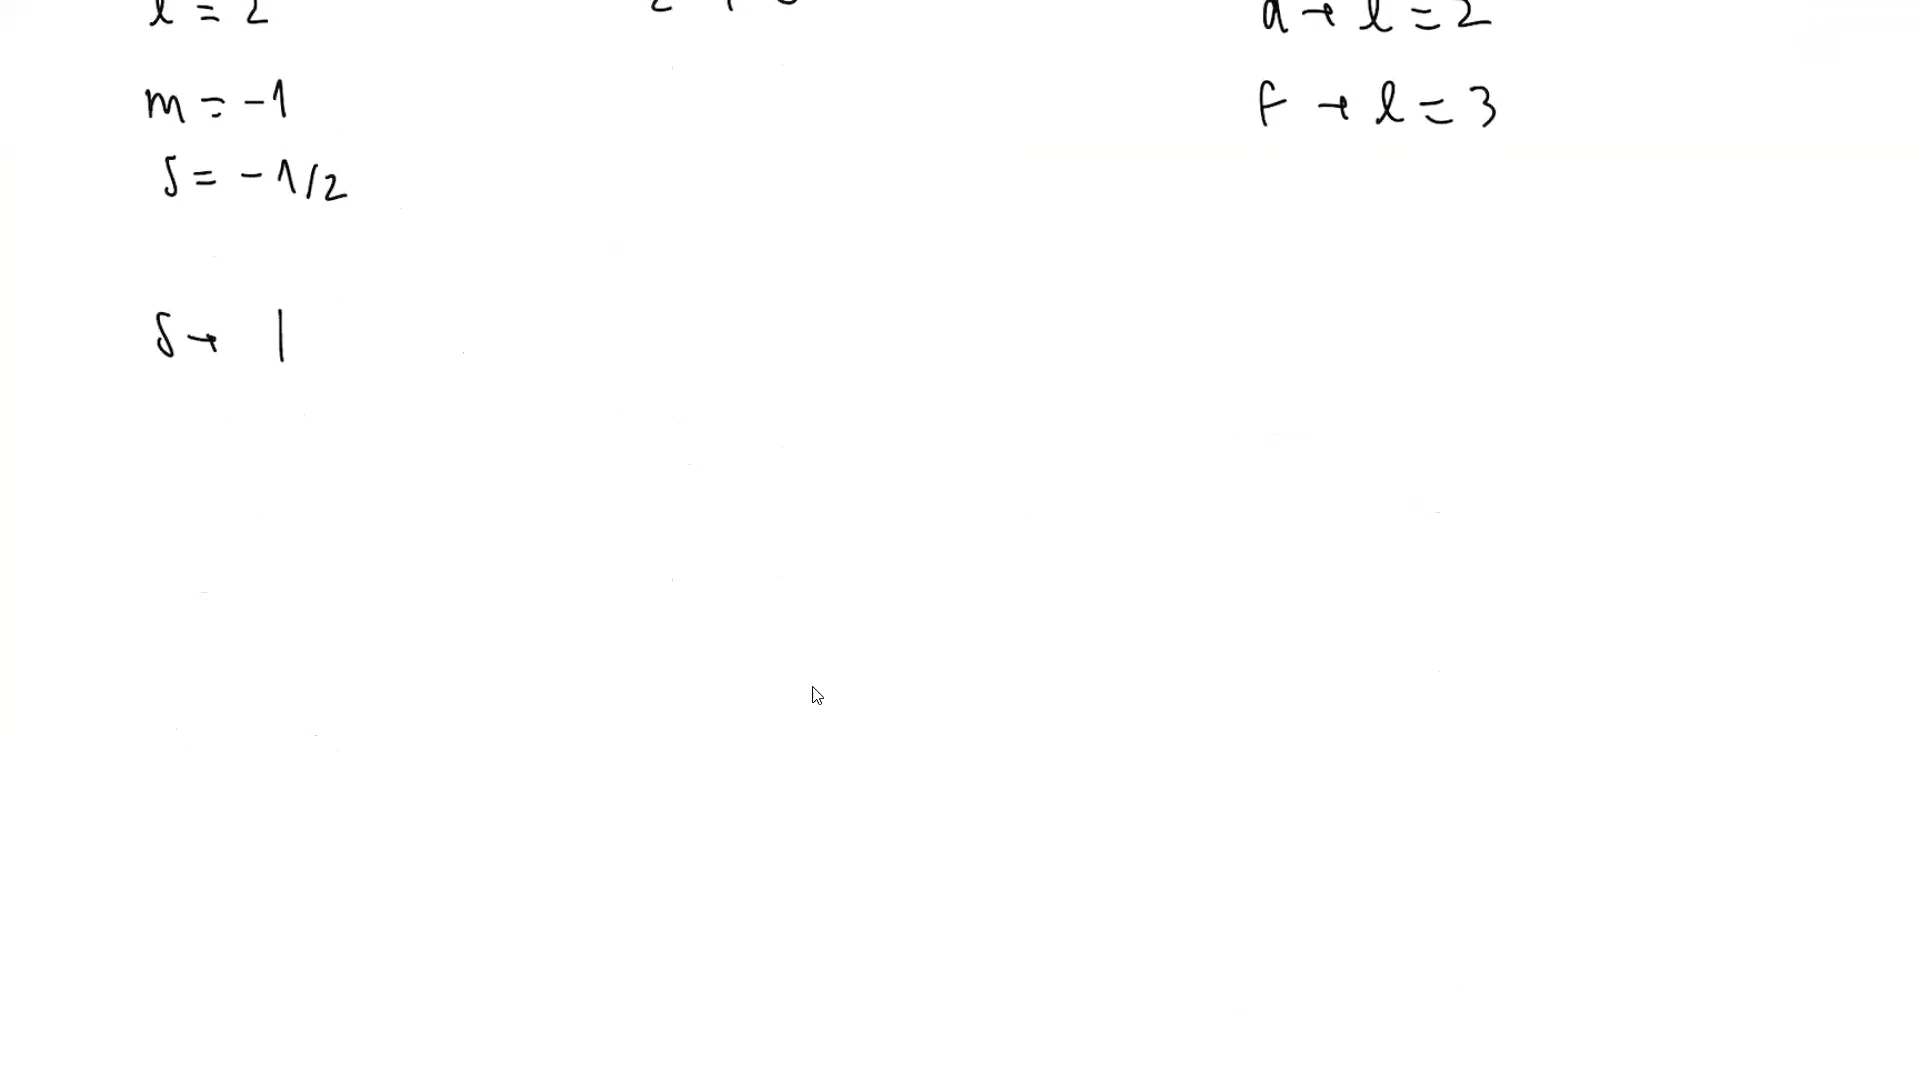 l = 2
m = -1
s = -1/2
s → |
d → l = 2
f → l = 3